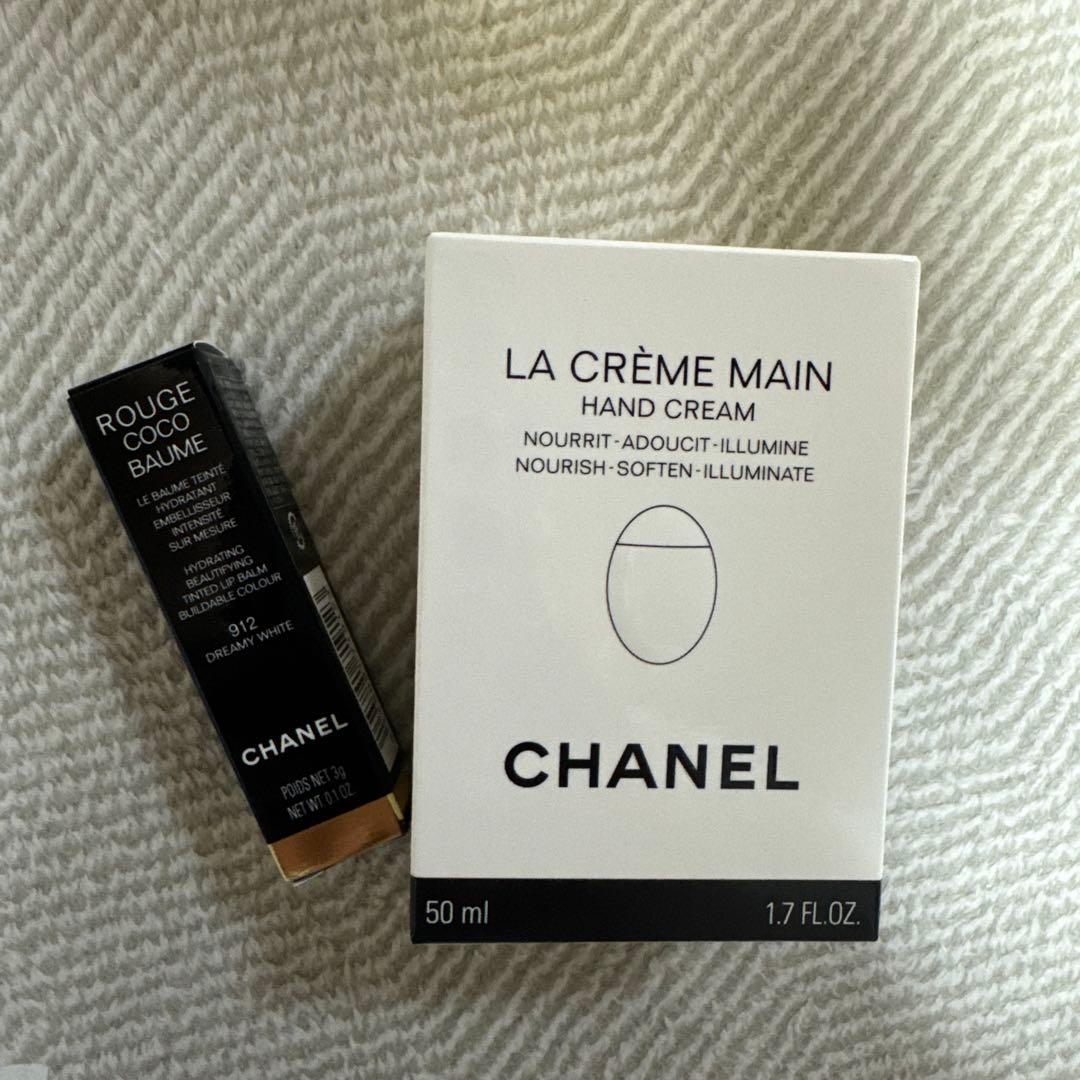 ROUGE
COCO
BAUME
LE BAUME TEINTÉ
HYDRATANT
EMBELLISSEUR
INTENSITÉ
SUR MESURE
HYDRATING
BEAUTIFYING
TINTED LIP BALM
BUILDABLE COLOUR
912
DREAMY WHITE
CHANEL
POIDS NET 3g
NET WT 0.1 OZ.
LA CRÈME MAIN
HAND CREAM
NOURRIT-ADOUCIT-ILLUMINE
NOURISH-SOFTEN-ILLUMINATE
CHANEL
50 ml
1.7 FL.OZ.